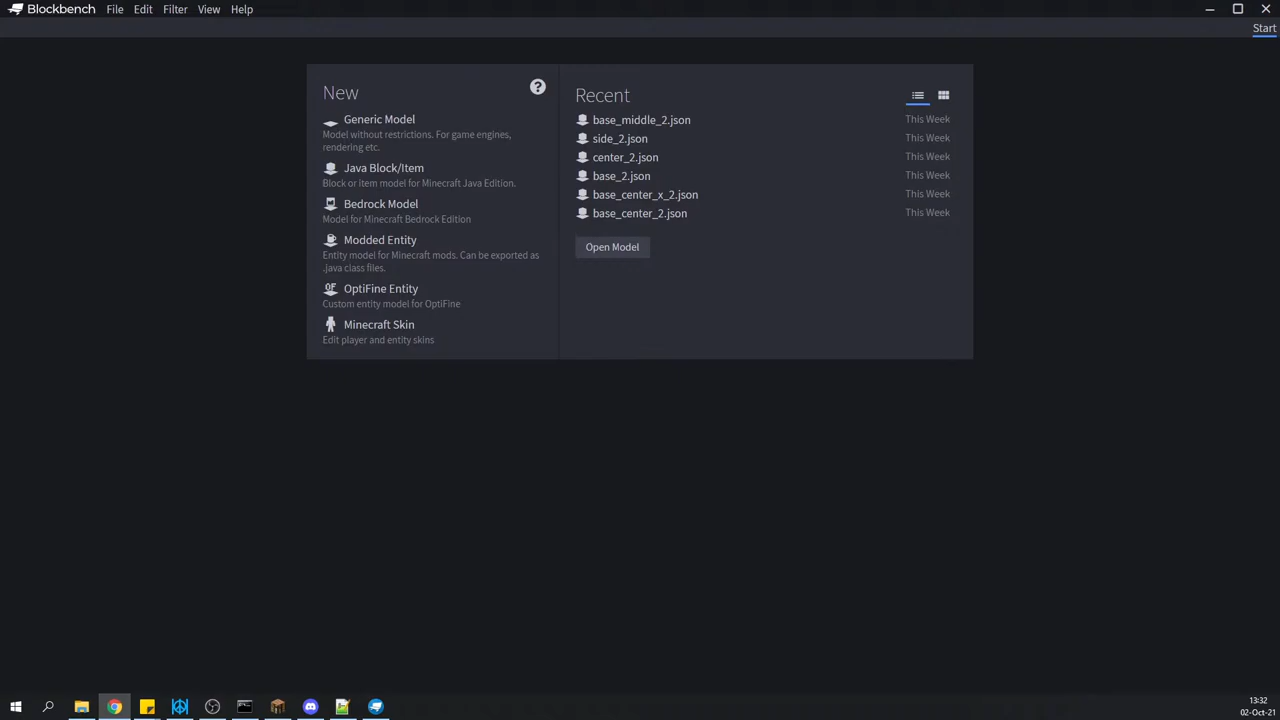 Blockbench File Edit Filter View Help
Start
New
Generic Model
Model without restrictions. For game engines,
rendering etc.
Java Block/Item
Block or item model for Minecraft Java Edition.
Bedrock Model
Model for Minecraft Bedrock Edition
Modded Entity
Entity model for Minecraft mods. Can be exported as
.java class files.
OptiFine Entity
Custom entity model for OptiFine
Minecraft Skin
Edit player and entity skins
Recent
base_middle_2.json This Week
side_2.json This Week
center_2.json This Week
base_2.json This Week
base_center_x_2.json This Week
base_center_2.json This Week
Open Model
13:32
02-Oct-21